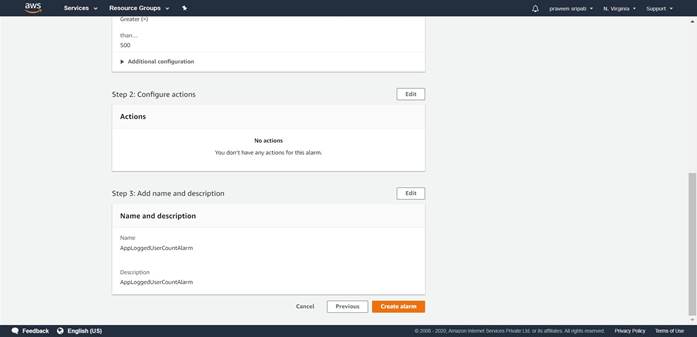 aws
Services
Resource Groups
praveen sripati
N. Virginia
Support
Greater (>)
than...
500
Additional configuration
Step 2: Configure actions
Edit
Actions
No actions
You don't have any actions for this alarm.
Step 3: Add name and description
Edit
Name and description
Name
AppLoggedUserCountAlarm
Description
AppLoggedUserCountAlarm
Cancel
Previous
Create alarm
Feedback
English (US)
© 2008 - 2020, Amazon Internet Services Private Ltd. or its affiliates. All rights reserved.
Privacy Policy
Terms of Use